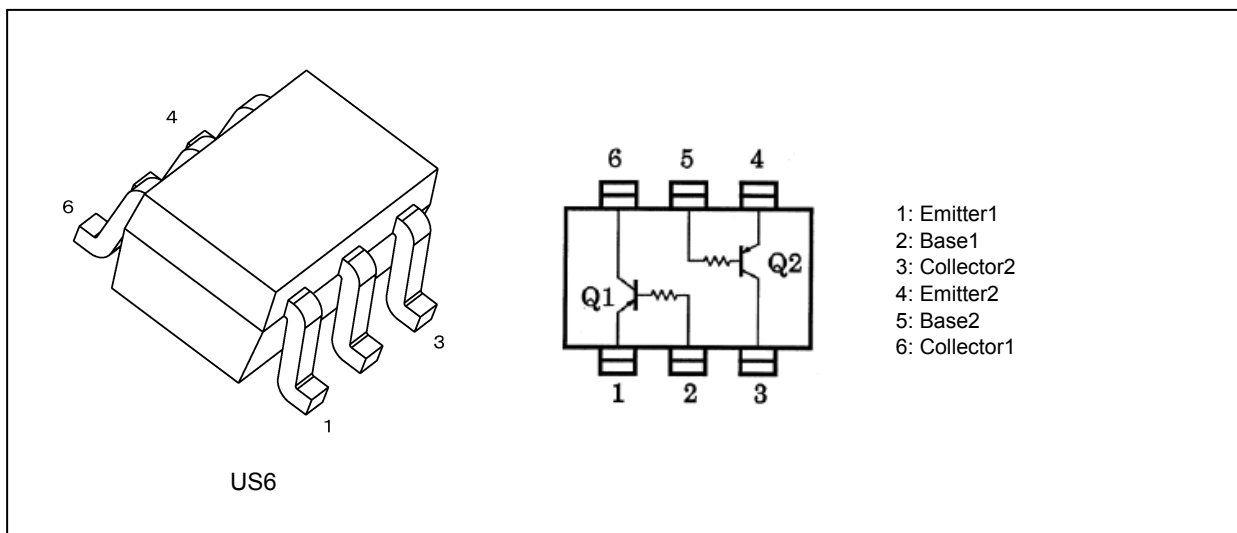 4
6
3
1
US6
6 5 4
Q2
Q1
1 2 3
1: Emitter1
2: Base1
3: Collector2
4: Emitter2
5: Base2
6: Collector1